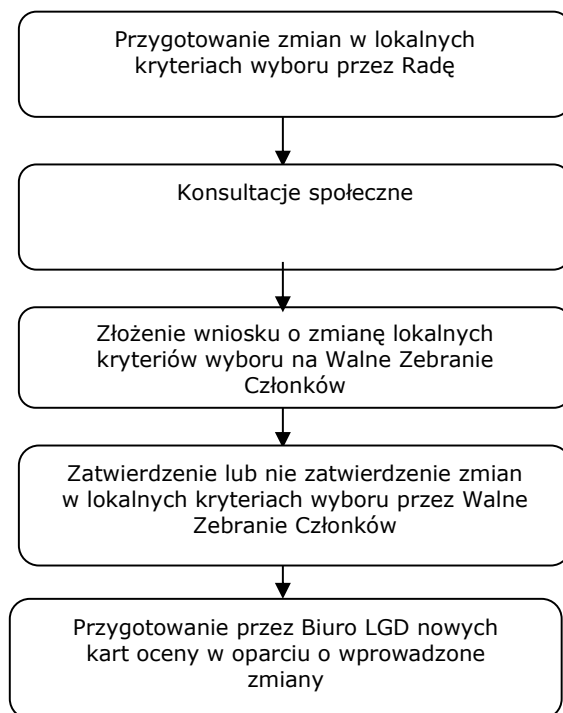 Przygotowanie zmian w lokalnych
kryteriach wyboru przez Radę
Konsultacje społeczne
Złożenie wniosku o zmianę lokalnych
kryteriów wyboru na Walne Zebranie
Członków
Zatwierdzenie lub nie zatwierdzenie zmian
w lokalnych kryteriach wyboru przez Walne
Zebranie Członków
Przygotowanie przez Biuro LGD nowych
kart oceny w oparciu o wprowadzone
zmiany